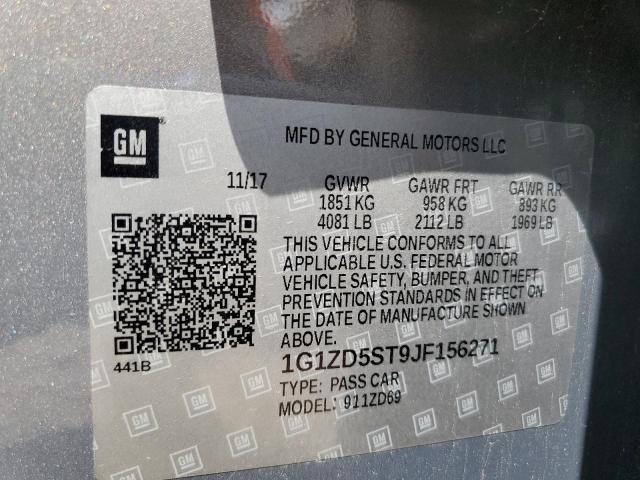 GM
MFD BY GENERAL MOTORS LLC
11/17 GVWR GAWR FRT GAWR RR
1851 KG 958 KG 893 KG
4081 LB 2112 LB 1969 LB
THIS VEHICLE CONFORMS TO ALL
APPLICABLE U.S. FEDERAL MOTOR
VEHICLE SAFETY, BUMPER, AND THEFT
PREVENTION STANDARDS IN EFFECT ON
THE DATE OF MANUFACTURE SHOWN
ABOVE.
441B
1G1ZD5ST9JF156271
TYPE: PASS CAR
MODEL: 911ZD69